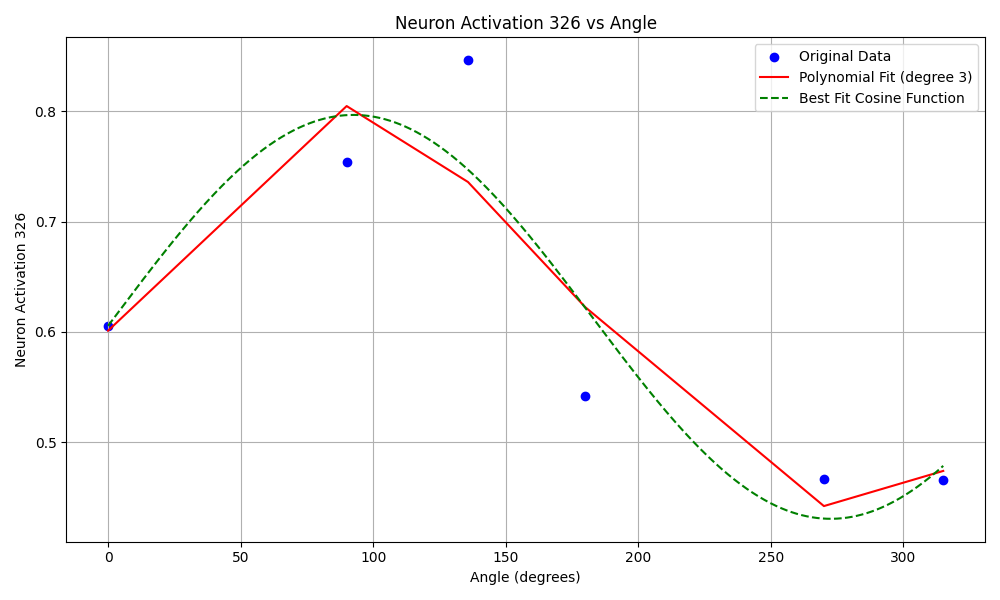 Neuron Activation 326 vs Angle
Original Data
Polynomial Fit (degree 3)
Best Fit Cosine Function
Neuron Activation 326
0.8
0.7
0.6
0.5
0
50
100
150
200
250
300
Angle (degrees)